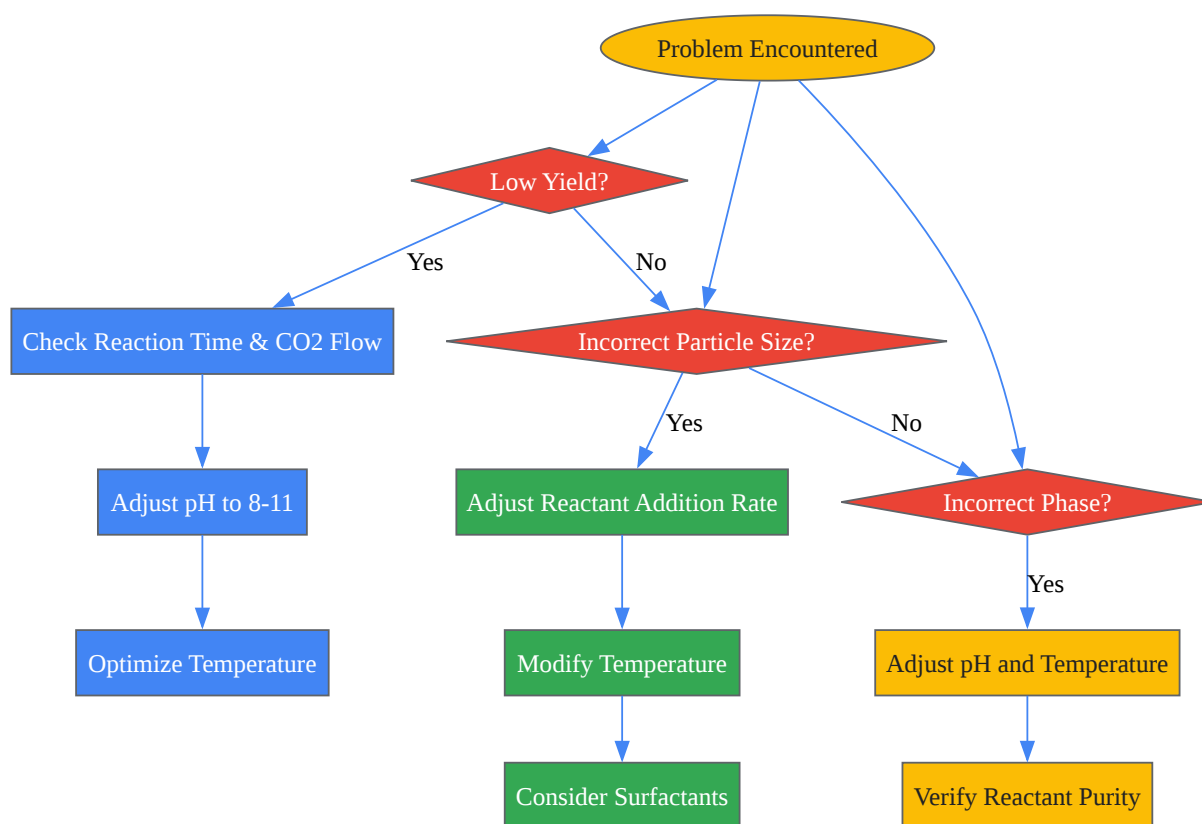 Problem Encountered
Low Yield?
Yes
No
Check Reaction Time & CO2 Flow
Incorrect Particle Size?
Yes
No
Adjust pH to 8-11
Adjust Reactant Addition Rate
Incorrect Phase?
Yes
Optimize Temperature
Modify Temperature
Adjust pH and Temperature
Consider Surfactants
Verify Reactant Purity